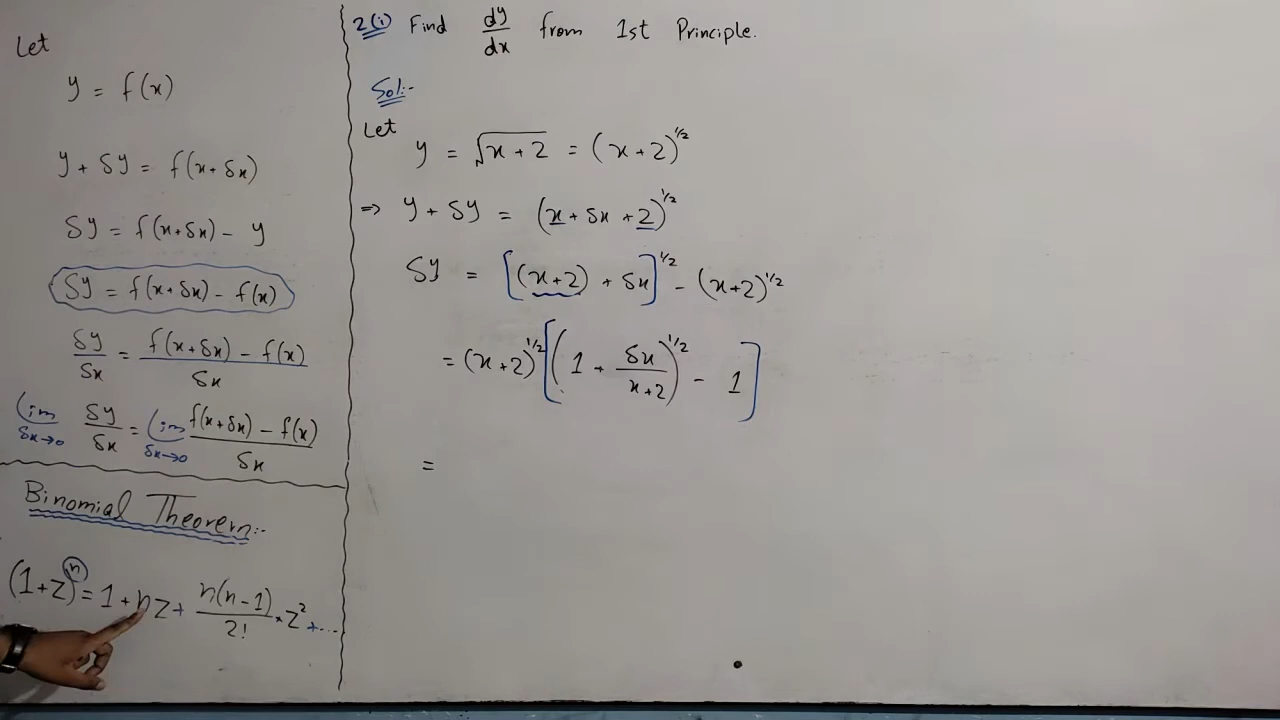 Let
y = f(x)
y + δy = f(x+δx)
δy = f(x+δx) - y
δy = f(x+δx) - f(x)
δy/δx = f(x+δx) - f(x)/δx
lim δx→0 δy/δx = lim δx→0 f(x+δx) - f(x)/δx
Binomial Theorem:-
(1+z)^n = 1 + nz + n(n-1)/2! · z² + ...
2(i) Find dy/dx from 1st Principle.
Sol:-
Let
y = √x+2 = (x+2)^1/2
⇒ y + δy = (x + δx + 2)^1/2
δy = [(x+2) + δx]^1/2 - (x+2)^1/2
= (x+2)^1/2 [(1 + δx/x+2)^1/2 - 1]
=